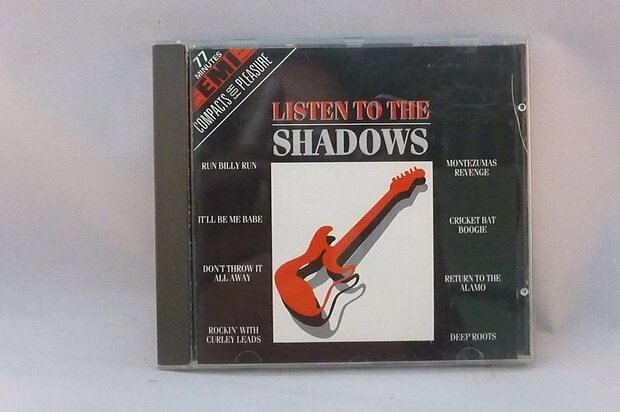 77
MINUTES
EMI
COMPACTS FOR PLEASURE
LISTEN TO THE
SHADOWS
RUN BILLY RUN
IT'LL BE ME BABE
DON'T THROW IT
ALL AWAY
ROCKIN' WITH
CURLEY LEADS
MONTEZUMAS
REVENGE
CRICKET BAT
BOOGIE
RETURN TO THE
ALAMO
DEEP ROOTS